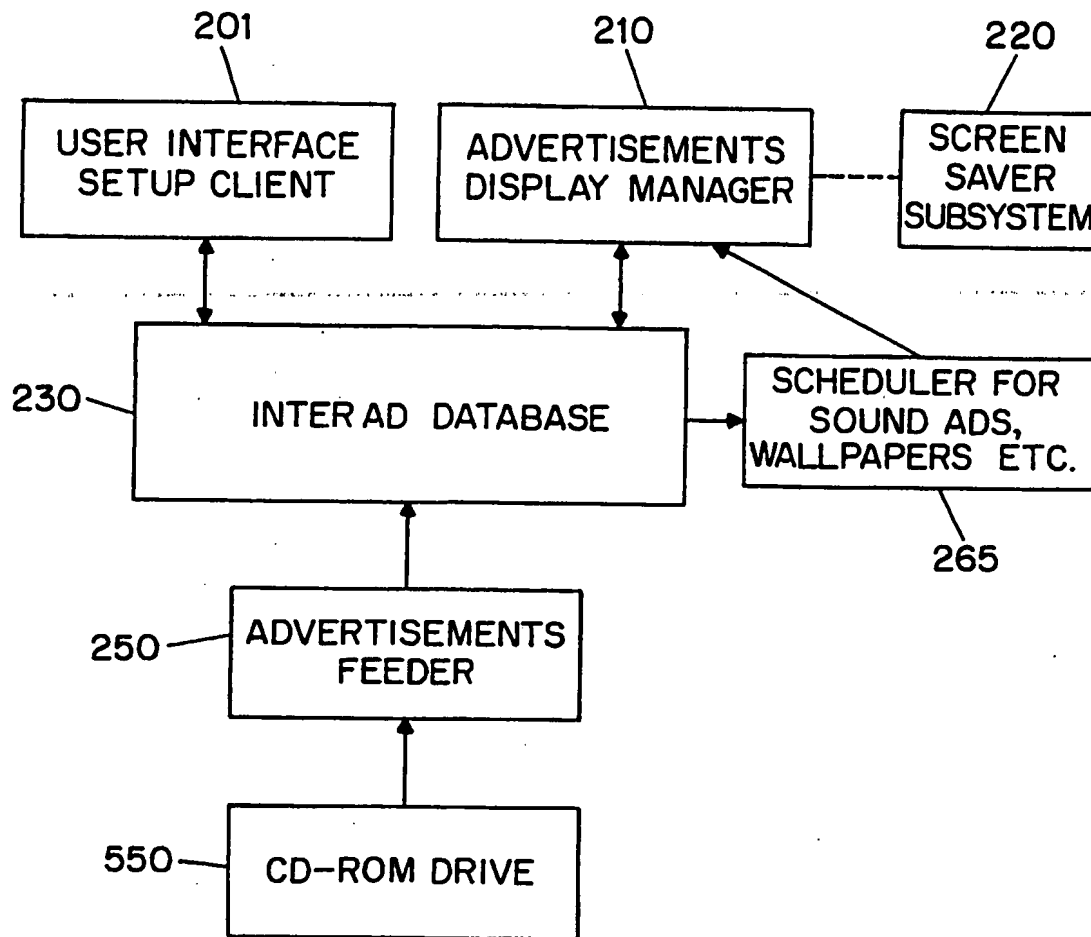 201
210
220
USER INTERFACE
SETUP CLIENT
ADVERTISEMENTS
DISPLAY MANAGER
SCREEN
SAVER
SUBSYSTEM
230
INTER AD DATABASE
SCHEDULER FOR
SOUND ADS,
WALLPAPERS ETC.
265
250
ADVERTISEMENTS
FEEDER
550
CD-ROM DRIVE